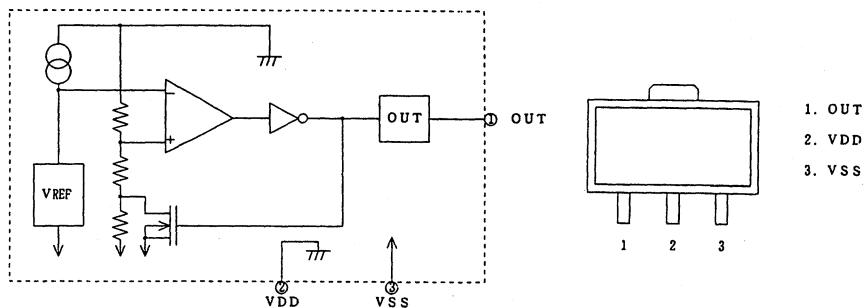 −
+
VREF
OUT
① OUT
②
VDD
③
VSS
1. OUT
2. VDD
3. VSS
1 2 3